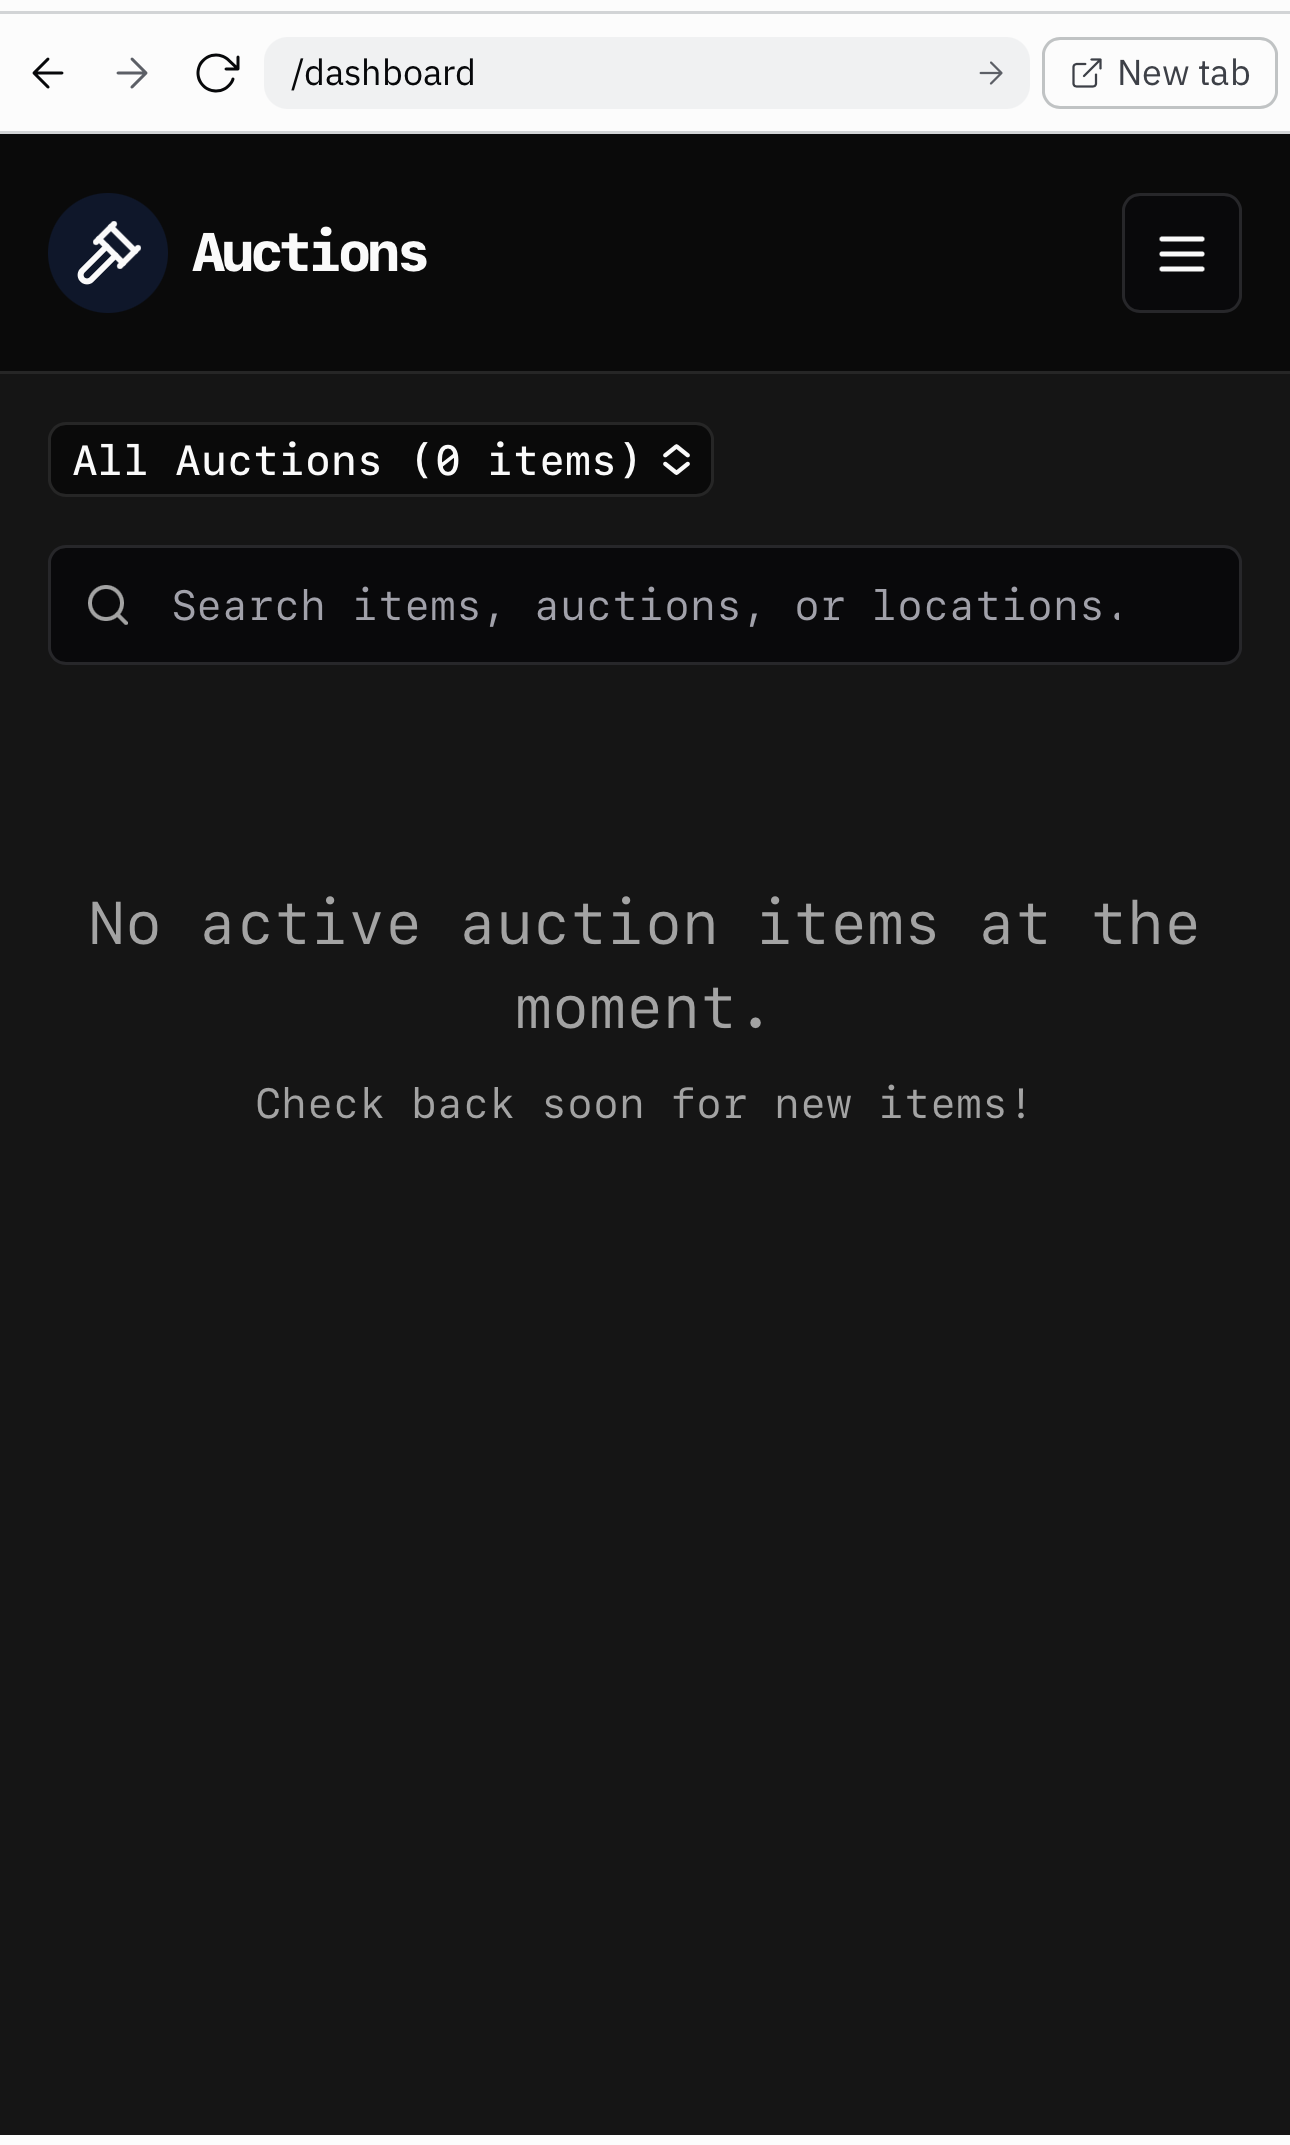 /dashboard
New tab
Auctions
All Auctions (0 items)
Search items, auctions, or locations.
No active auction items at the
moment.
Check back soon for new items!